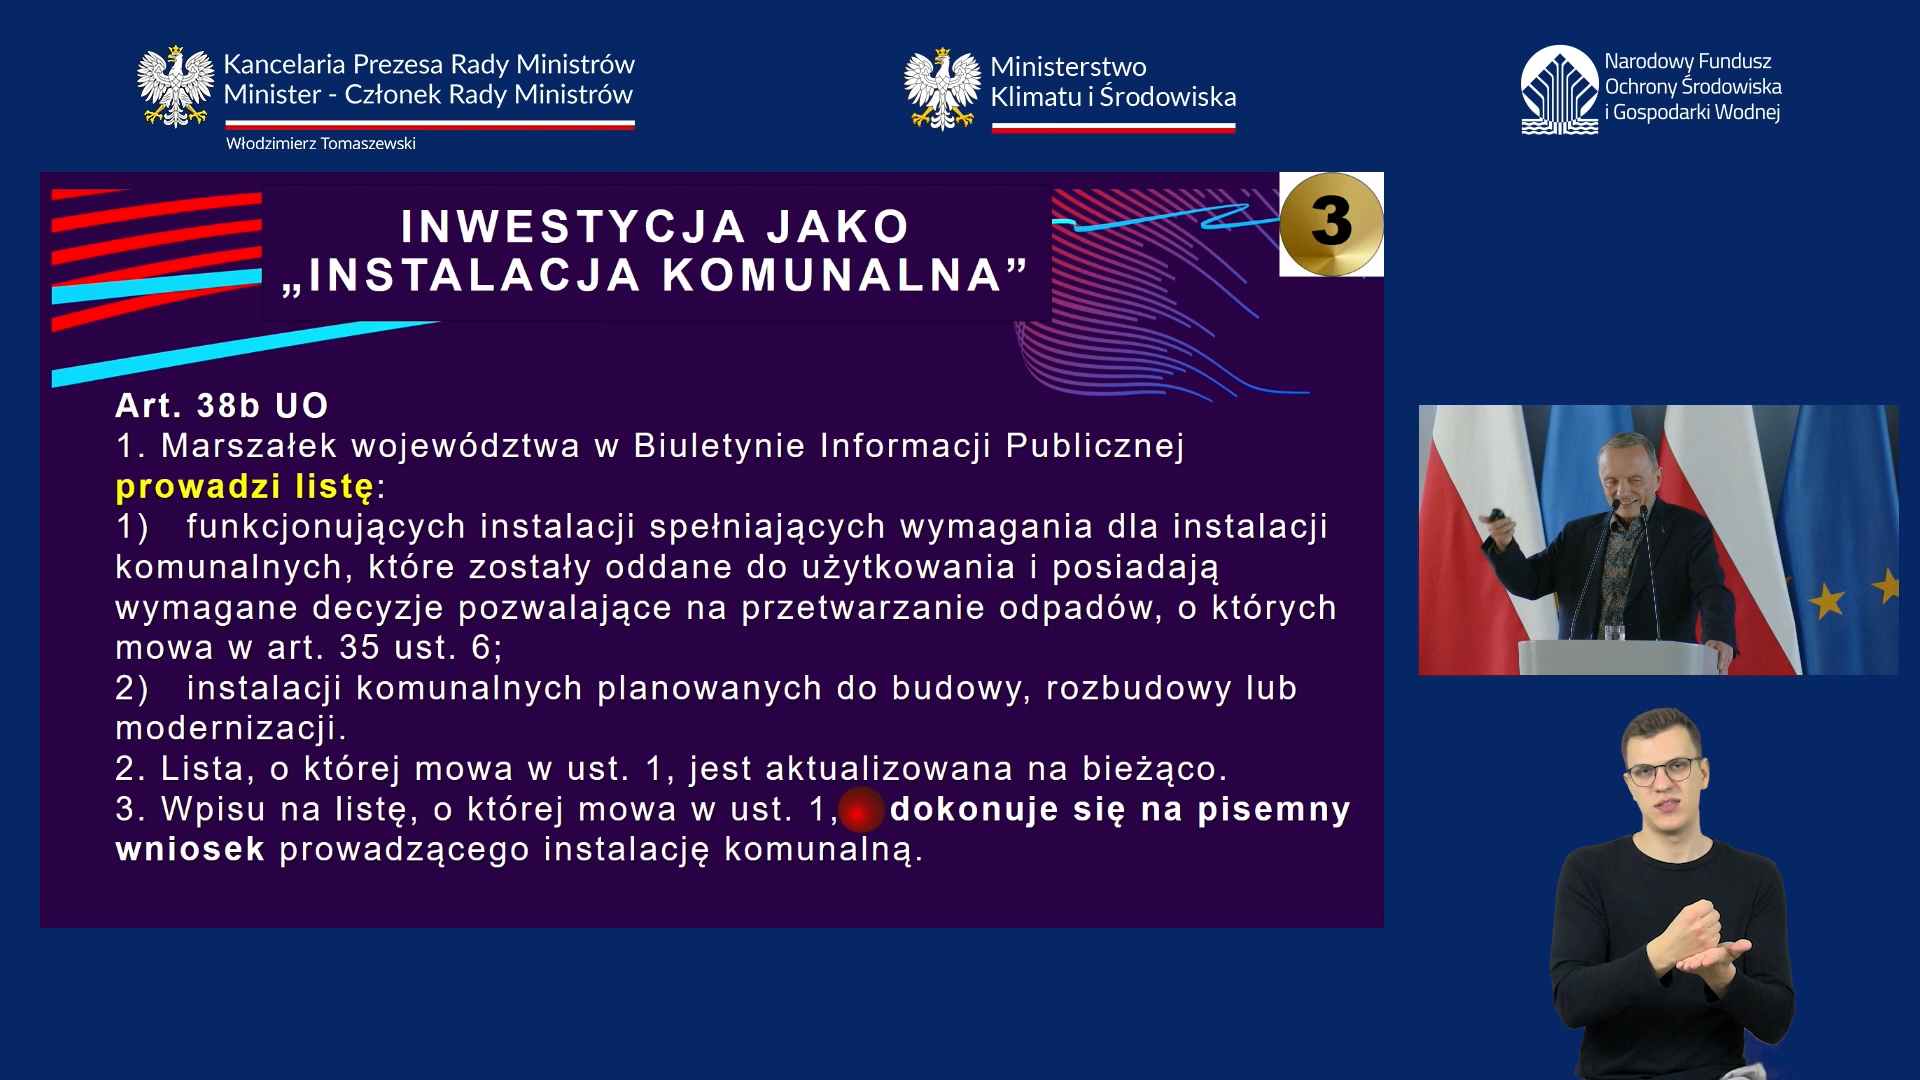 Kancelaria Prezesa Rady Ministrów
Minister - Członek Rady Ministrów
Włodzimierz Tomaszewski
Ministerstwo
Klimatu i Środowiska
Narodowy Fundusz
Ochrony Środowiska
i Gospodarki Wodnej
INWESTYCJA JAKO
„INSTALACJA KOMUNALNA”
3
Art. 38b UO
1. Marszałek województwa w Biuletynie Informacji Publicznej
prowadzi listę:
1) funkcjonujących instalacji spełniających wymagania dla instalacji
komunalnych, które zostały oddane do użytkowania i posiadają
wymagane decyzje pozwalające na przetwarzanie odpadów, o których
mowa w art. 35 ust. 6;
2) instalacji komunalnych planowanych do budowy, rozbudowy lub
modernizacji.
2. Lista, o której mowa w ust. 1, jest aktualizowana na bieżąco.
3. Wpisu na listę, o której mowa w ust. 1, dokonuje się na pisemny
wniosek prowadzącego instalację komunalną.